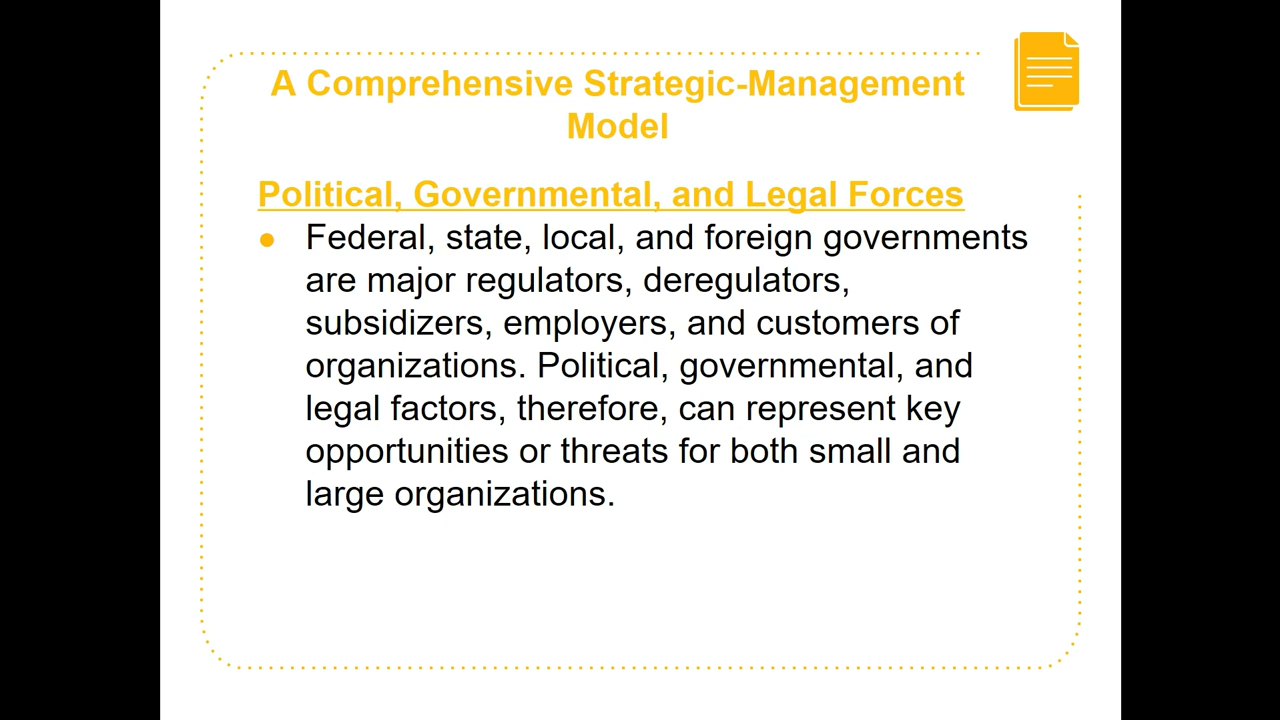 A Comprehensive Strategic-Management
Model
Political, Governmental, and Legal Forces
● Federal, state, local, and foreign governments
are major regulators, deregulators,
subsidizers, employers, and customers of
organizations. Political, governmental, and
legal factors, therefore, can represent key
opportunities or threats for both small and
large organizations.